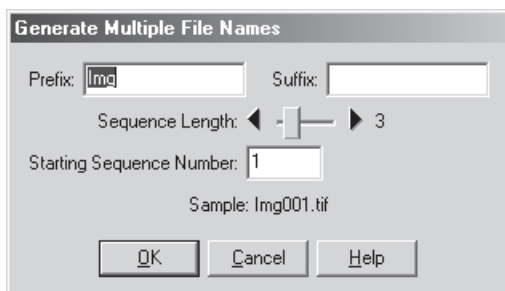 Generate Multiple File Names
Prefix: Img Suffix:
Sequence Length: 3
Starting Sequence Number: 1
Sample: Img001.tif
OK Cancel Help